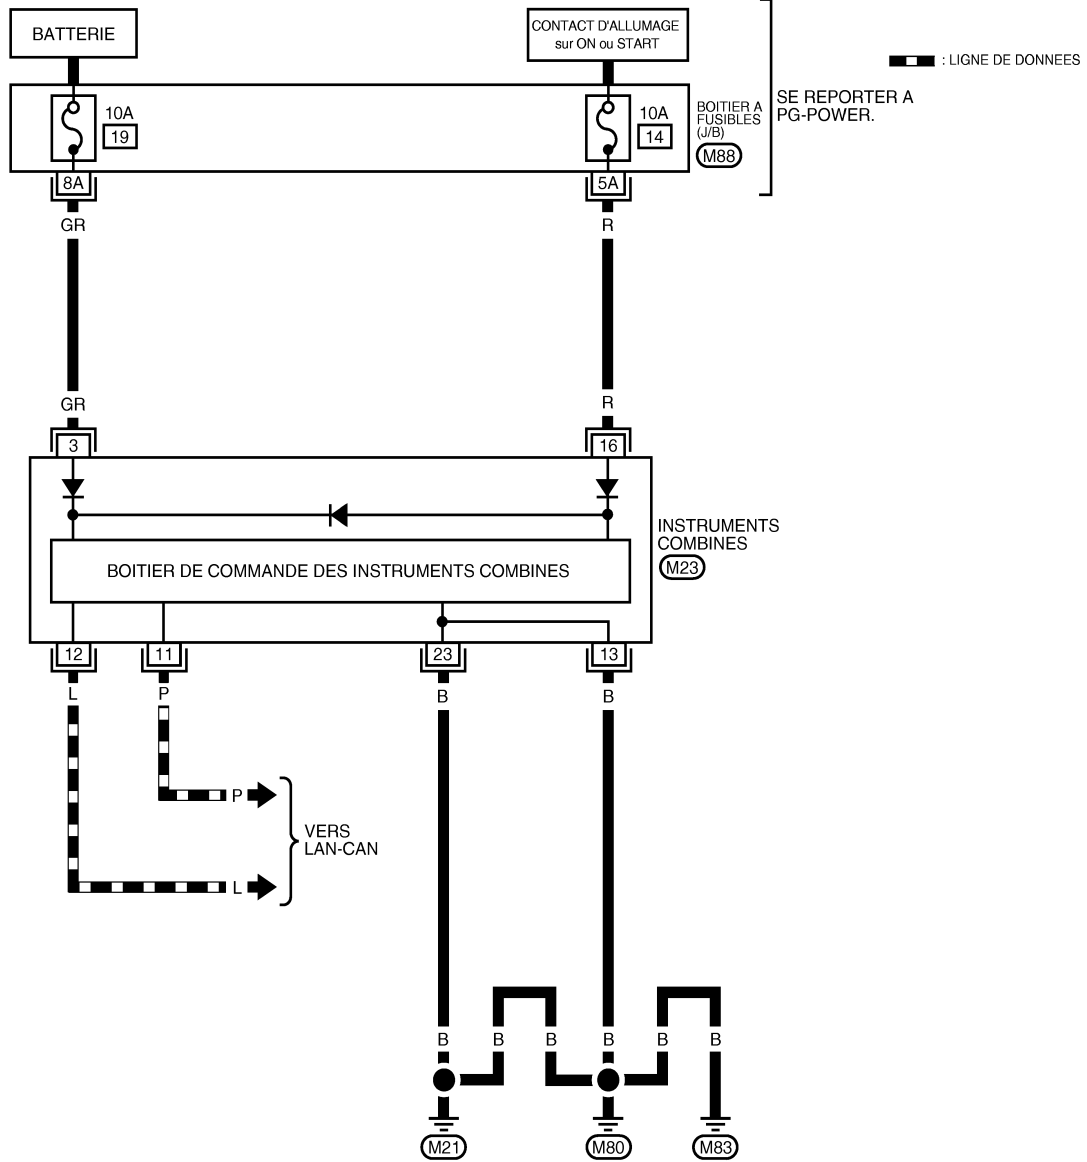 BATTERIE
CONTACT D'ALLUMAGE
sur ON ou START
: LIGNE DE DONNEES
10A
19
10A
14
BOITIER A
FUSIBLES
(J/B)
M88
SE REPORTER A
PG-POWER.
8A
5A
GR
R
GR
R
3
16
INSTRUMENTS
COMBINES
M23
BOITIER DE COMMANDE DES INSTRUMENTS COMBINES
12
11
23
13
L
P
B
B
P
VERS
LAN-CAN
L
B
B
B
B
B
B
M21
M80
M83